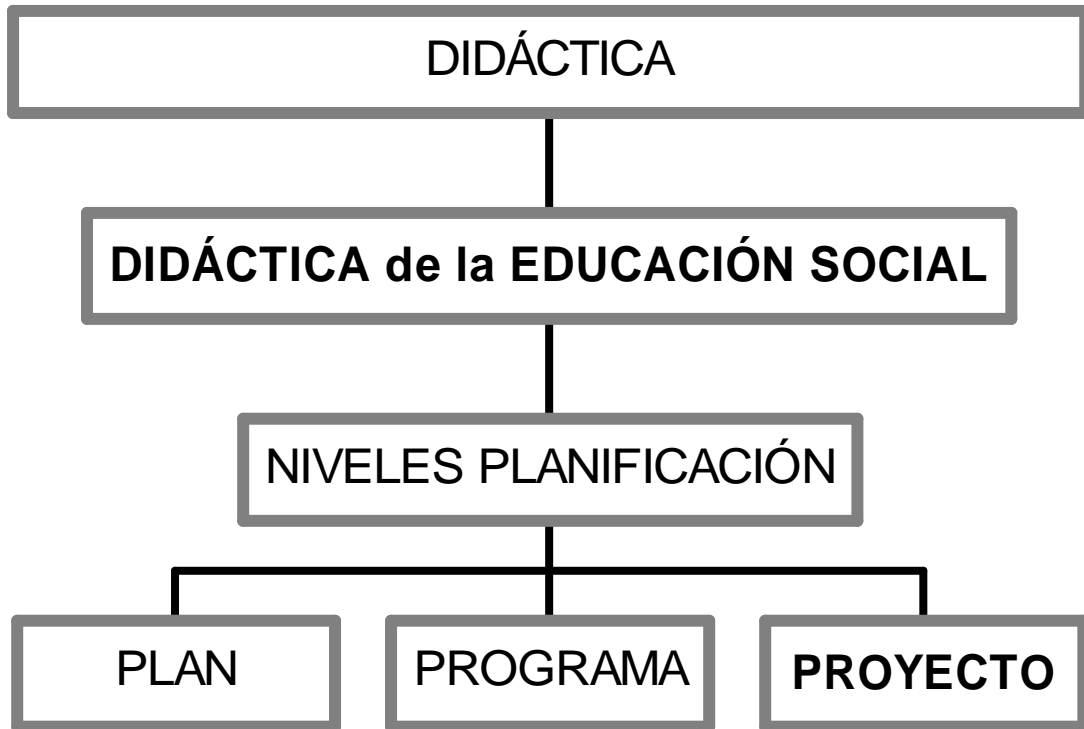 DIDÁCTICA
DIDÁCTICA de la EDUCACIÓN SOCIAL
NIVELES PLANIFICACIÓN
PLAN
PROGRAMA
PROYECTO